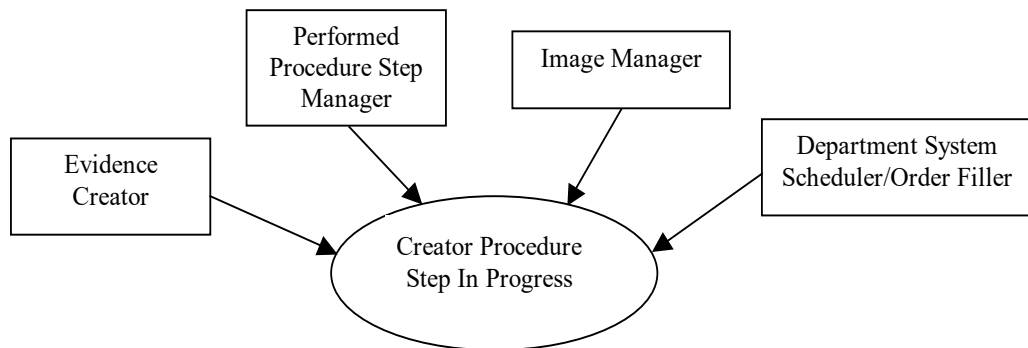 Performed
Procedure Step
Manager
Image Manager
Evidence
Creator
Department System
Scheduler/Order Filler
Creator Procedure
Step In Progress